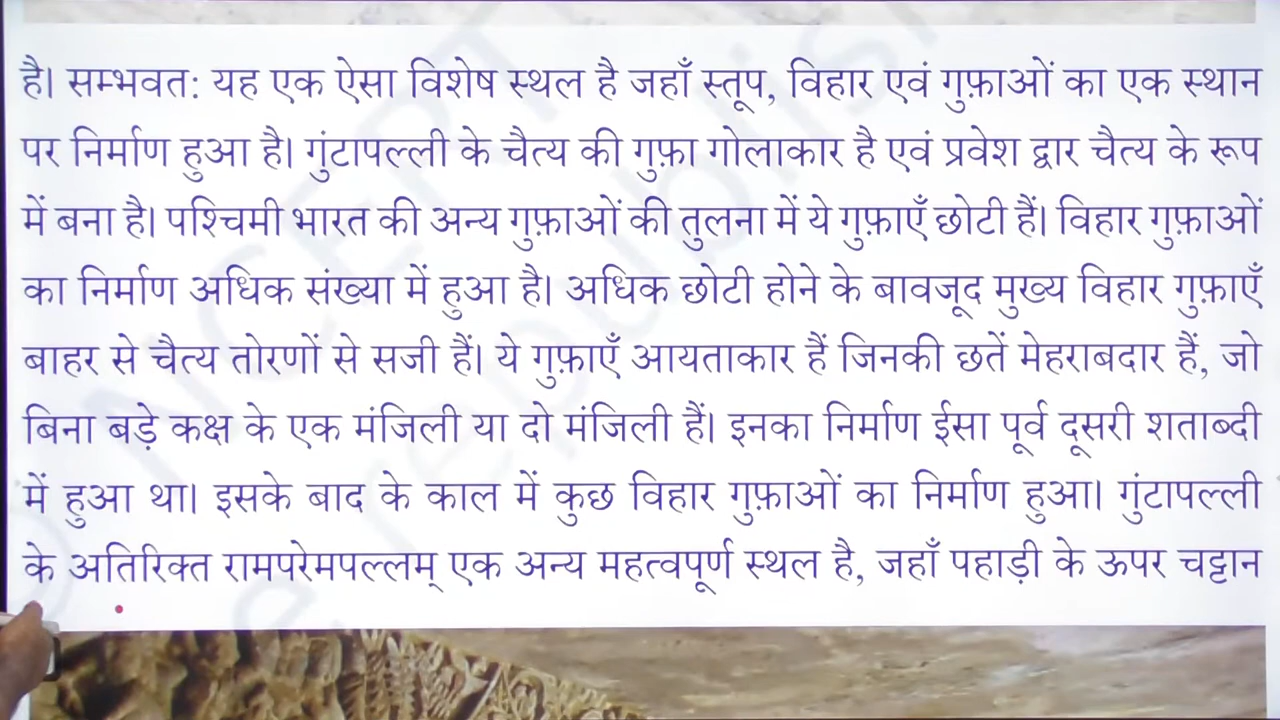 है। सम्भवत: यह एक ऐसा विशेष स्थल है जहाँ स्तूप, विहार एवं गुफ़ाओं का एक स्थान
पर निर्माण हुआ है। गुंटापल्ली के चैत्य की गुफ़ा गोलाकार है एवं प्रवेश द्वार चैत्य के रूप
में बना है। पश्चिमी भारत की अन्य गुफ़ाओं की तुलना में ये गुफ़ाएँ छोटी हैं। विहार गुफ़ाओं
का निर्माण अधिक संख्या में हुआ है। अधिक छोटी होने के बावजूद मुख्य विहार गुफ़ाएँ
बाहर से चैत्य तोरणों से सजी हैं। ये गुफ़ाएँ आयताकार हैं जिनकी छतें मेहराबदार हैं, जो
बिना बड़े कक्ष के एक मंजिली या दो मंजिली हैं। इनका निर्माण ईसा पूर्व दूसरी शताब्दी
में हुआ था। इसके बाद के काल में कुछ विहार गुफ़ाओं का निर्माण हुआ। गुंटापल्ली
के अतिरिक्त रामपरेमपल्लम् एक अन्य महत्वपूर्ण स्थल है, जहाँ पहाड़ी के ऊपर चट्टान
NCERT
republis